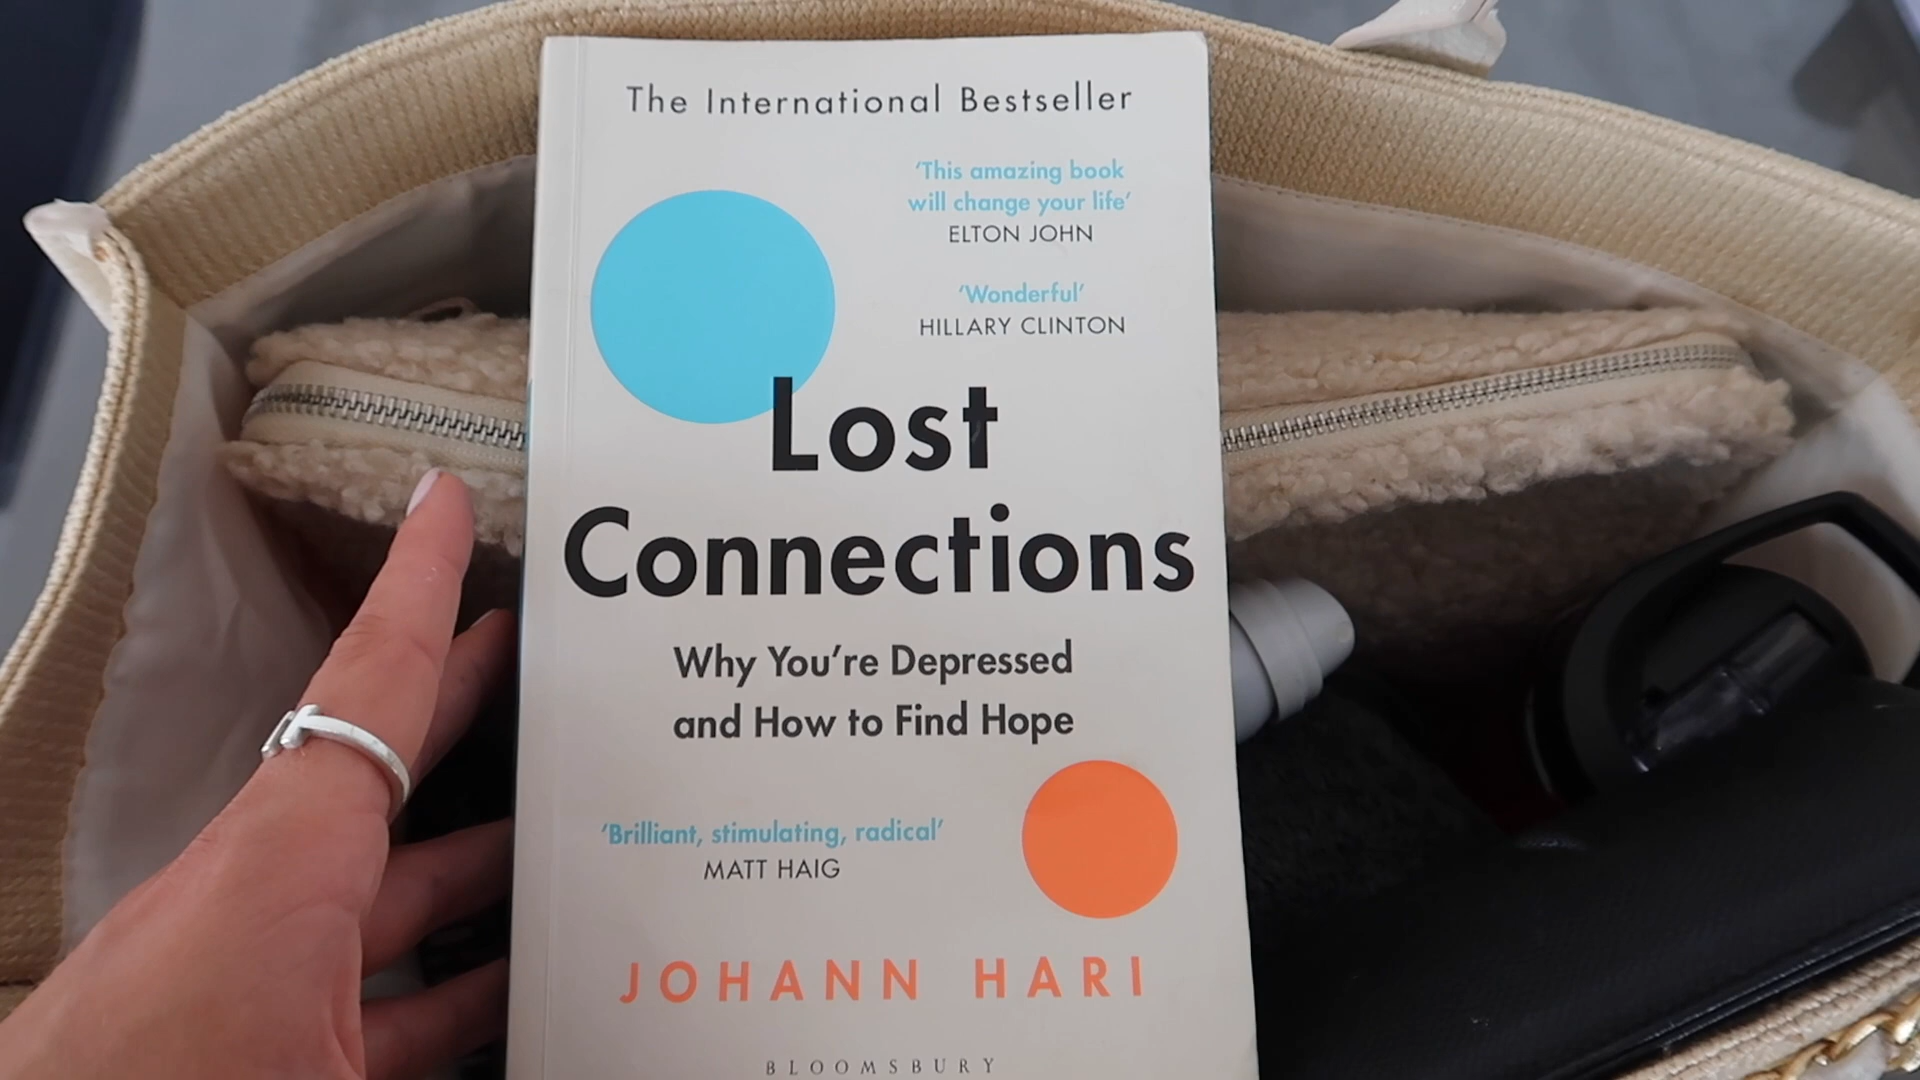 The International Bestseller
‘This amazing book
will change your life’
ELTON JOHN
‘Wonderful’
HILLARY CLINTON
Lost
Connections
Why You’re Depressed
and How to Find Hope
‘Brilliant, stimulating, radical’
MATT HAIG
JOHANN HARI
BLOOMSBURY